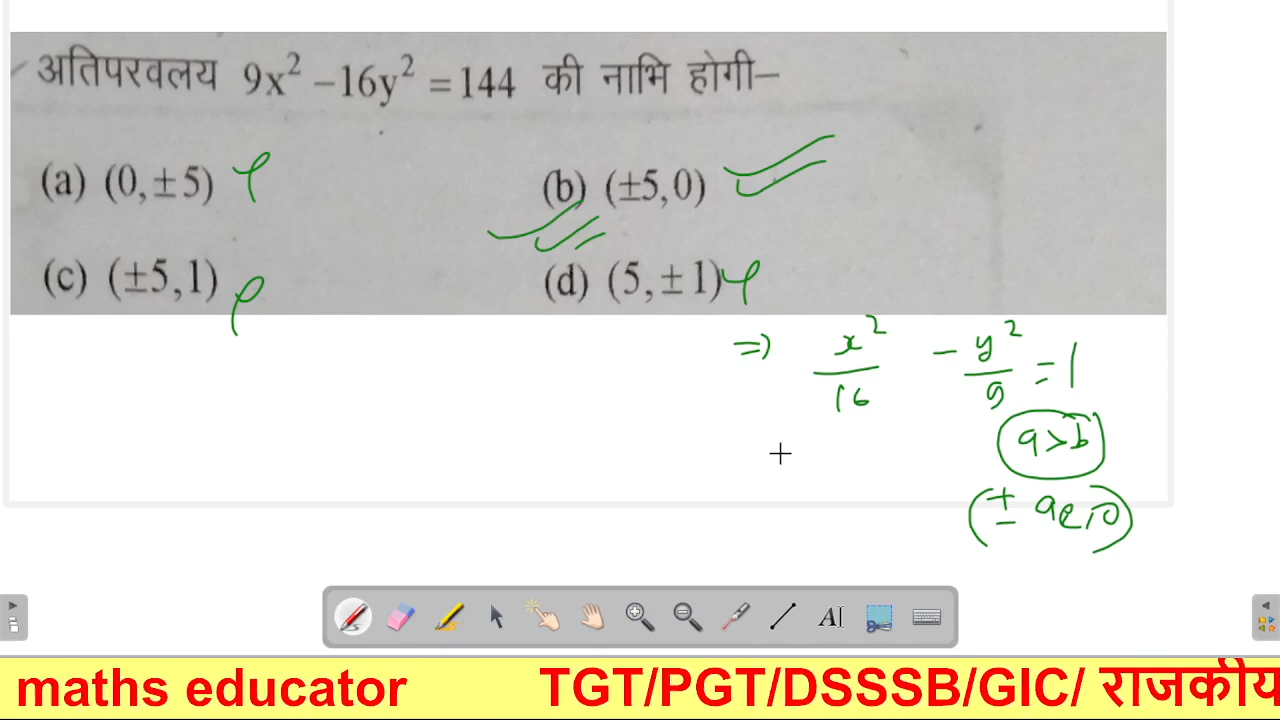 अतिपरवलय 9x² –16y² = 144 की नाभि होगी–
(a) (0, ±5)
(b) (±5, 0)
(c) (±5, 1)
(d) (5, ±1)
⇒ x²/16 - y²/9 = 1
a>b
(± ae, 0)
AI
maths educator TGT/PGT/DSSSB/GIC/ राजकीय